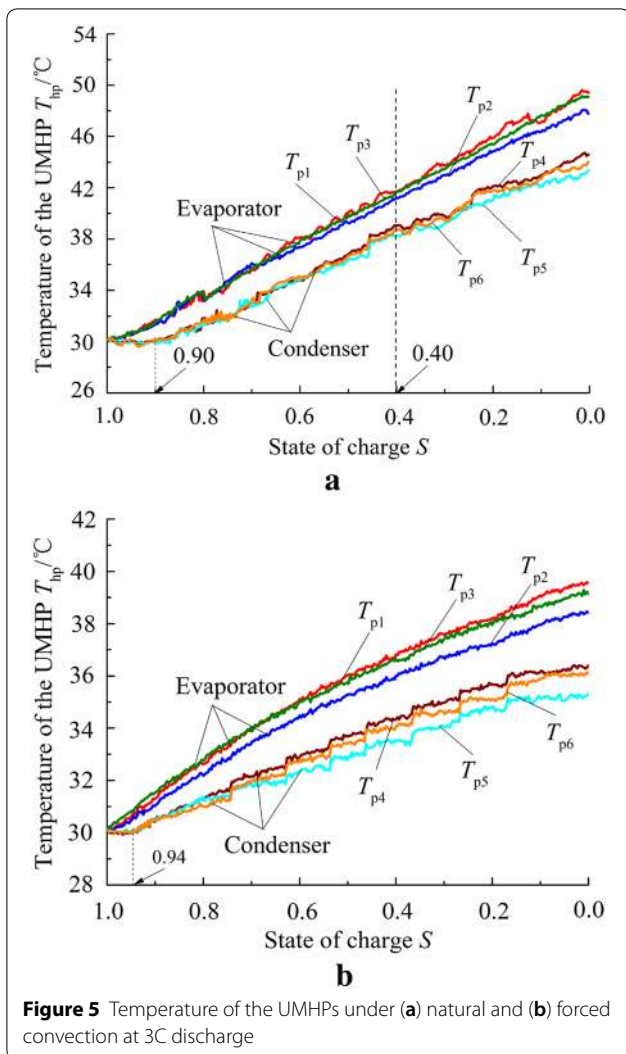 54
50
46
42
38
34
30
26
Temperature of the UMHP T_hp/℃
T_p1
T_p3
T_p2
T_p4
T_p6
T_p5
Evaporator
Condenser
0.90
0.40
1.0 0.8 0.6 0.4 0.2 0.0
State of charge S
a
42
40
38
36
34
32
30
28
Temperature of the UMHP T_hp/℃
T_p1
T_p3
T_p2
Evaporator
T_p4
T_p5
T_p6
Condenser
0.94
1.0 0.8 0.6 0.4 0.2 0.0
State of charge S
b
Figure 5 Temperature of the UMHPs under (a) natural and (b) forced
convection at 3C discharge